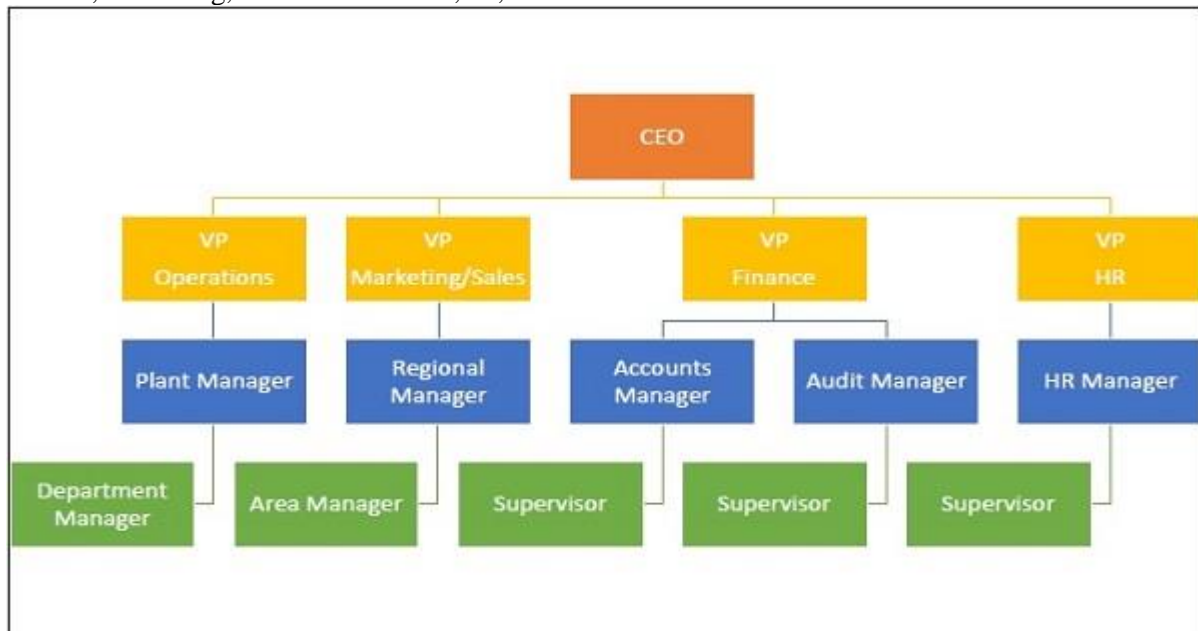 CEO
VP
Operations
VP
Marketing/Sales
VP
Finance
VP
HR
Plant Manager
Regional
Manager
Accounts
Manager
Audit Manager
HR Manager
Department
Manager
Area Manager
Supervisor
Supervisor
Supervisor